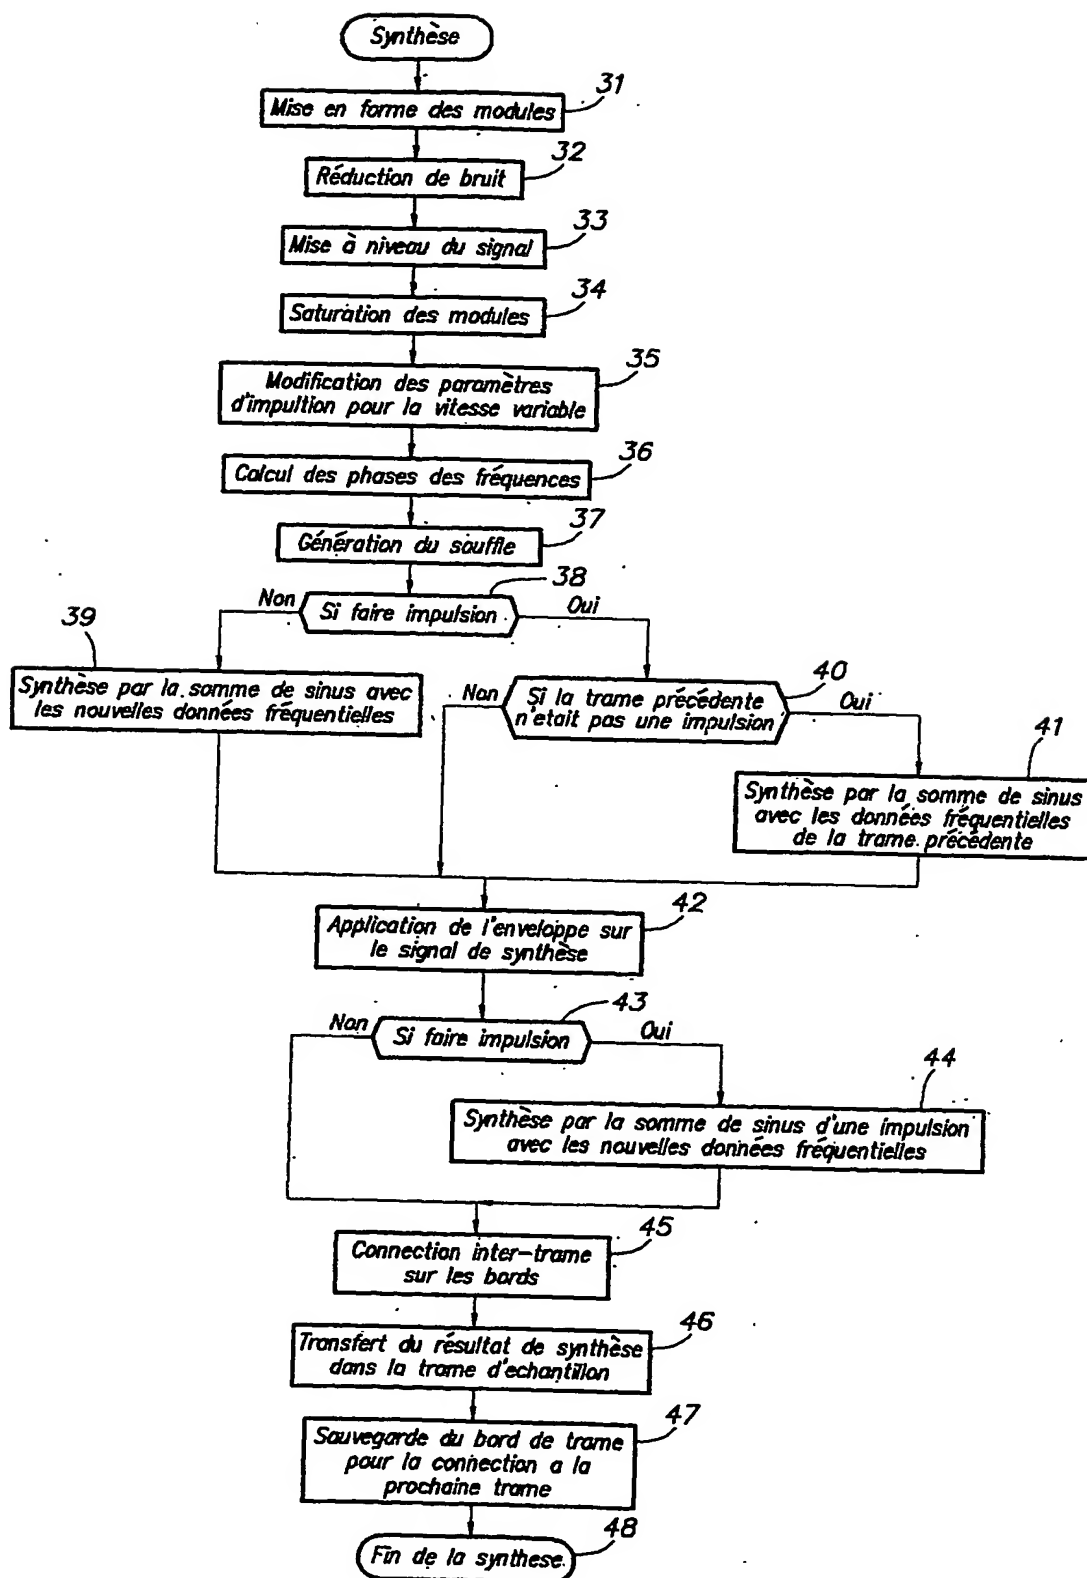 Synthèse
31
Mise en forme des modules
32
Réduction de bruit
33
Mise à niveau du signal
34
Saturation des modules
35
Modification des paramètres
d'impultion pour la vitesse variable
36
Calcul des phases des fréquences
37
Génération du souffle
38
Non
Si faire impulsion
Oui
39
Synthèse par la somme de sinus avec
les nouvelles données fréquentielles
40
Non
Si la trame précédente
n'etait pas une impulsion
Oui
41
Synthèse par la somme de sinus
avec les données fréquentielles
de la trame précédente
42
Application de l'enveloppe sur
le signal de synthèse
43
Non
Si faire impulsion
Oui
44
Synthèse par la somme de sinus d'une impulsion
avec les nouvelles données fréquentielles
45
Connection inter-trame
sur les bords
46
Transfert du résultat de synthèse
dans la trame d'echantillon
47
Sauvegarde du bord de trame
pour la connection a la
prochaine trame
48
Fin de la synthese